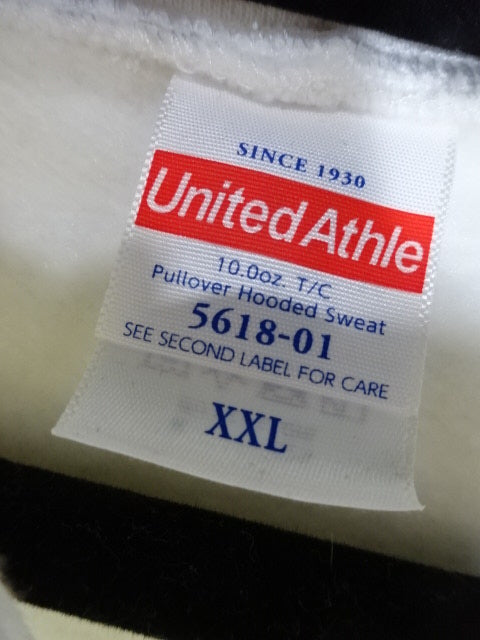 SINCE 1930
United Athle
10.0oz. T/C
Pullover Hooded Sweat
5618-01
SEE SECOND LABEL FOR CARE
XXL